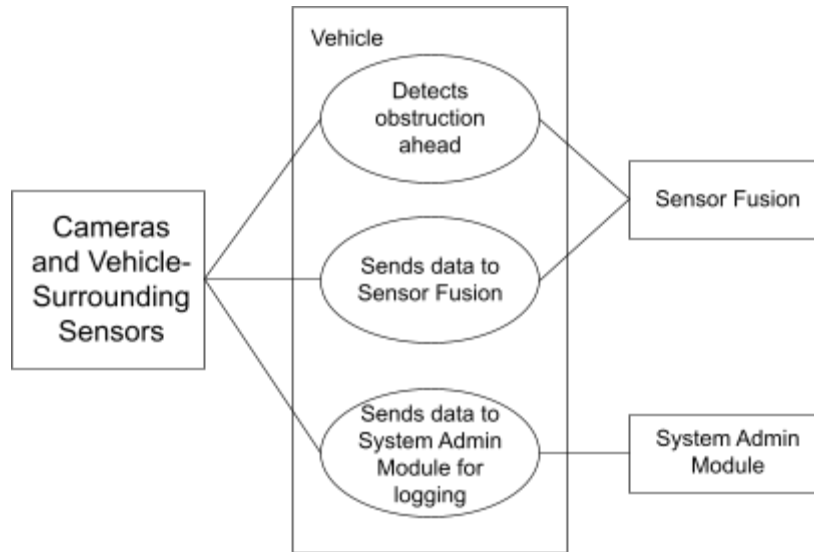 Vehicle
Detects
obstruction
ahead
Cameras
and Vehicle-
Surrounding
Sensors
Sends data to
Sensor Fusion
Sensor Fusion
Sends data to
System Admin
Module for
logging
System Admin
Module